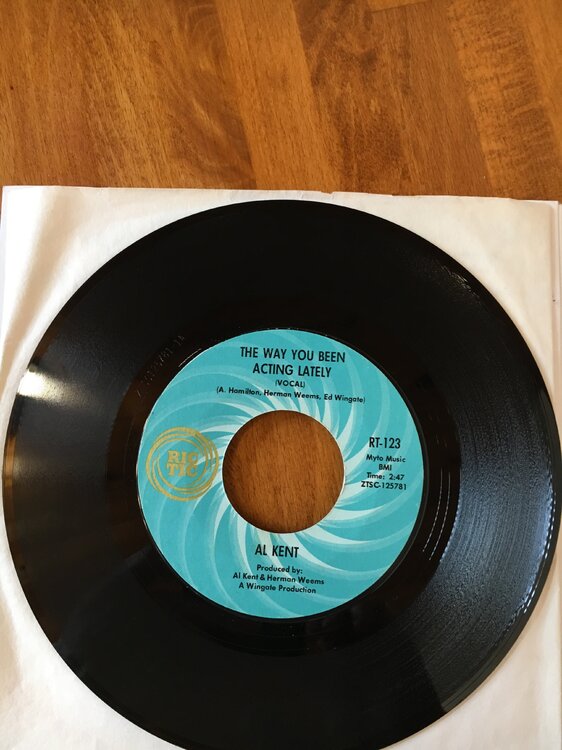 THE WAY YOU BEEN
ACTING LATELY
(VOCAL)
(A. Hamilton, Herman Weems, Ed Wingate)
RIC
TIC
RT-123
Myto Music
BMI
Time: 2:47
ZTSC-125781
AL KENT
Produced by:
Al Kent & Herman Weems
A Wingate Production